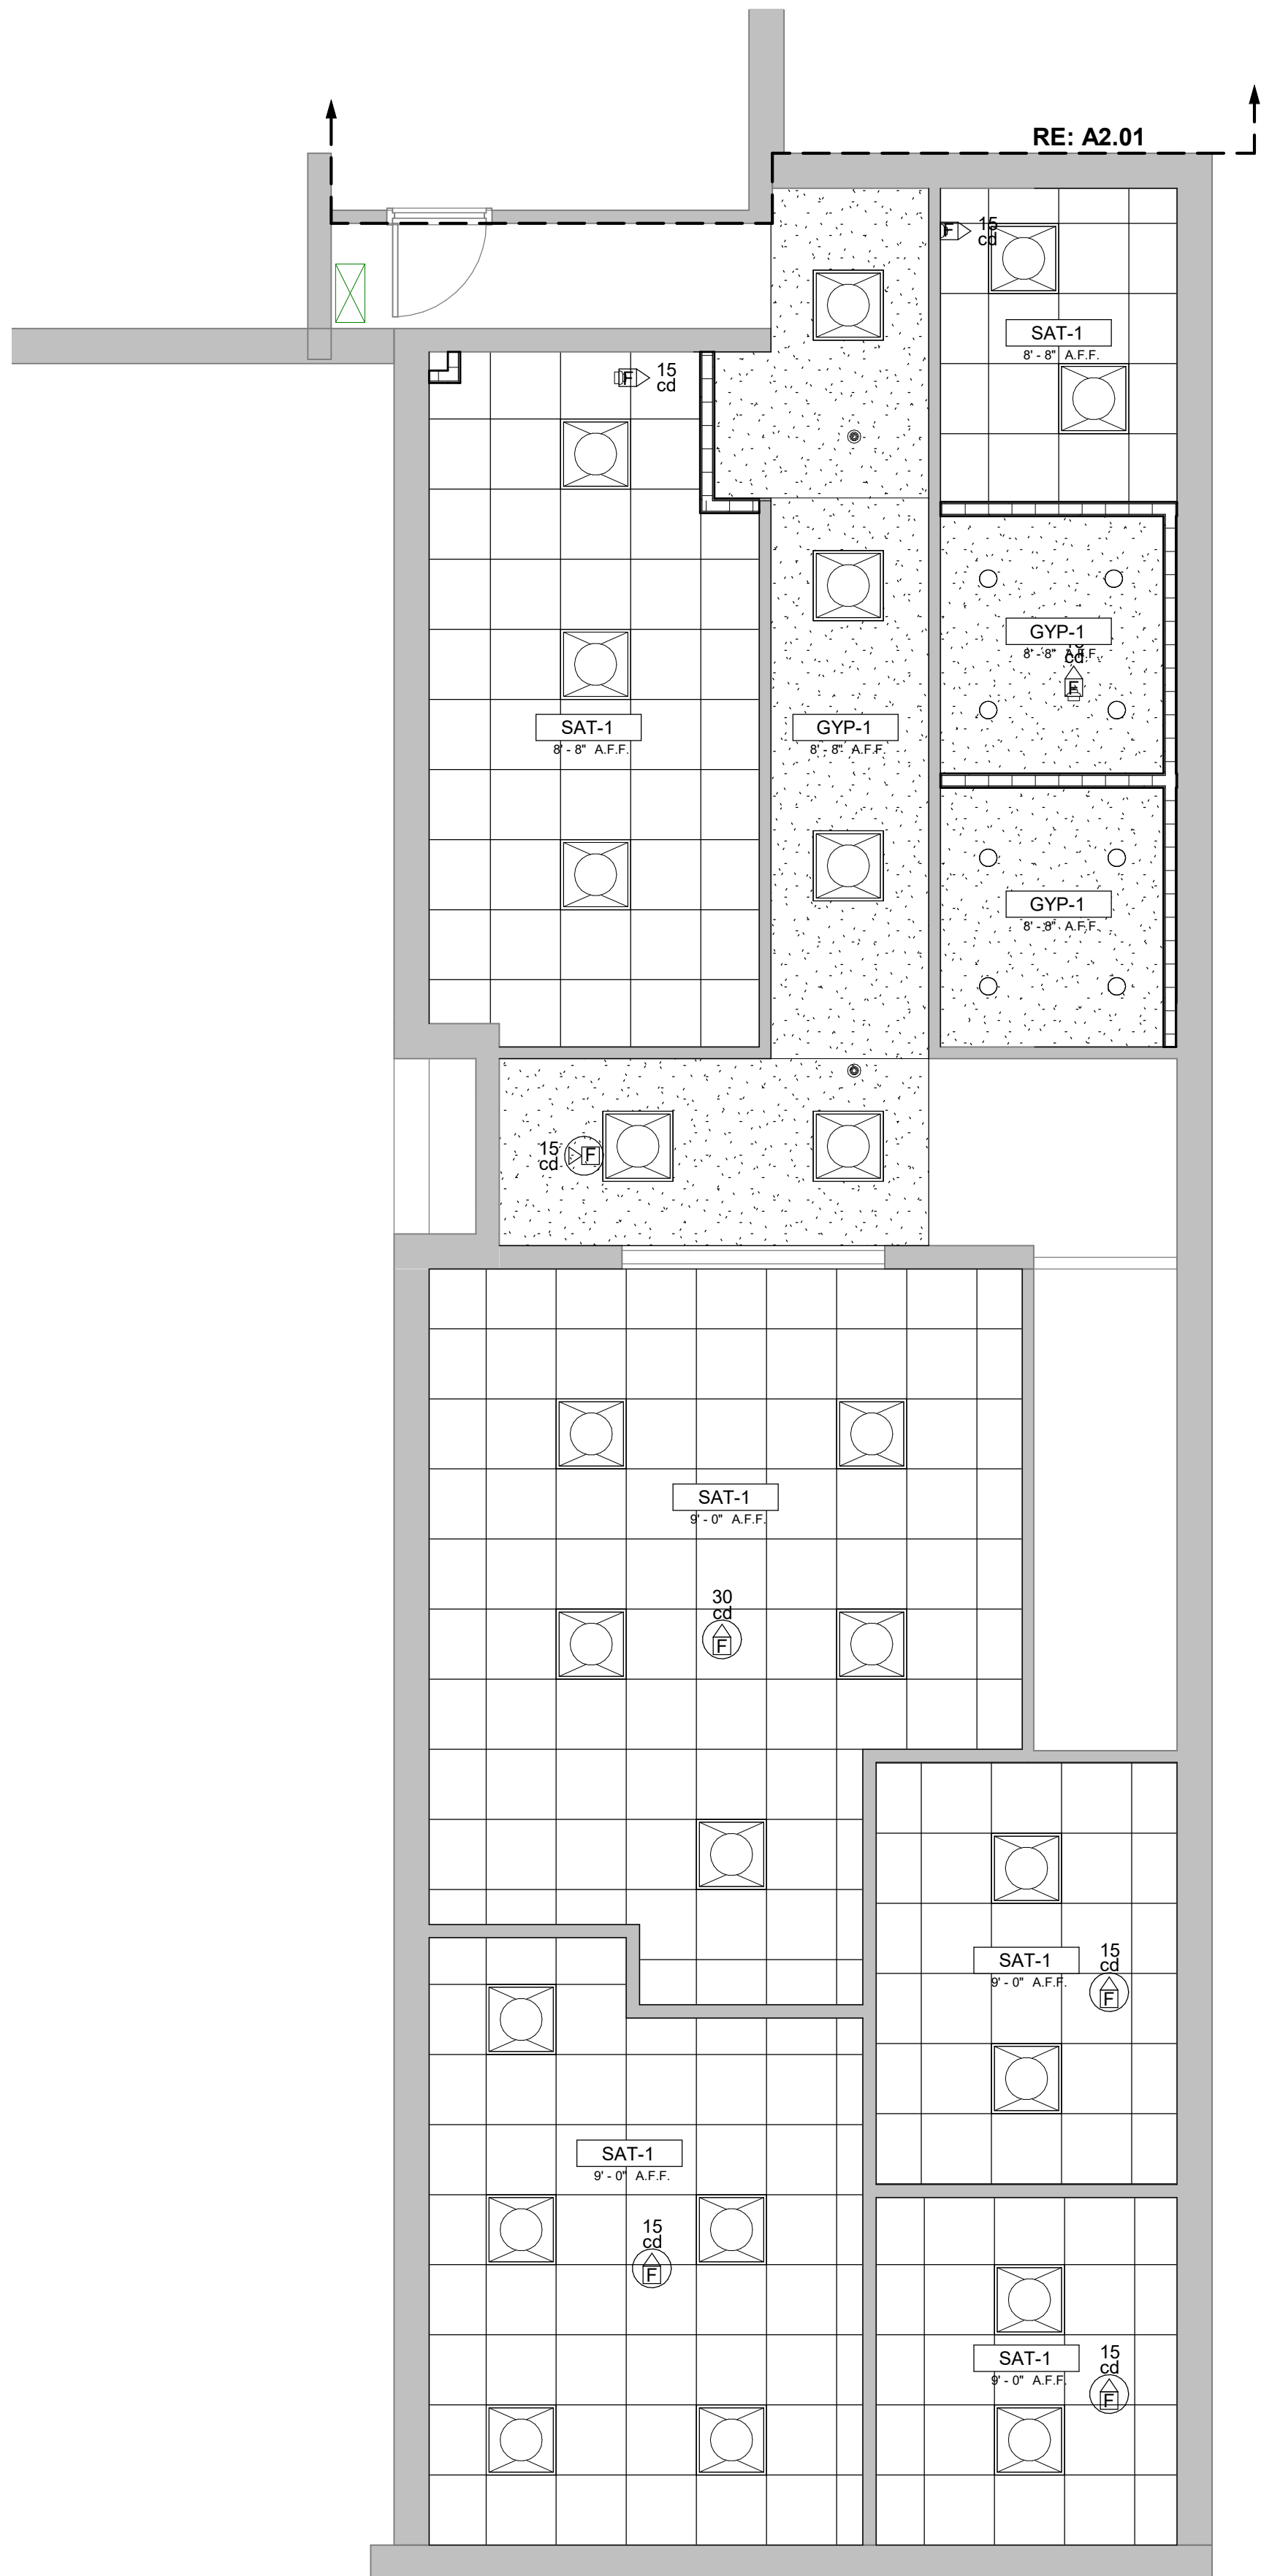 RE: A2.01
15
cd
F
SAT-1
8' - 8" A.F.F.
15
cd
F
GYP-1
8' - 8" A.F.F.
cd
F
SAT-1
8' - 8" A.F.F.
GYP-1
8' - 8" A.F.F.
GYP-1
8' - 8" A.F.F.
15
cd
F
SAT-1
9' - 0" A.F.F.
30
cd
F
SAT-1
9' - 0" A.F.F.
15
cd
F
SAT-1
9' - 0" A.F.F.
15
cd
F
SAT-1
9' - 0" A.F.F.
15
cd
F